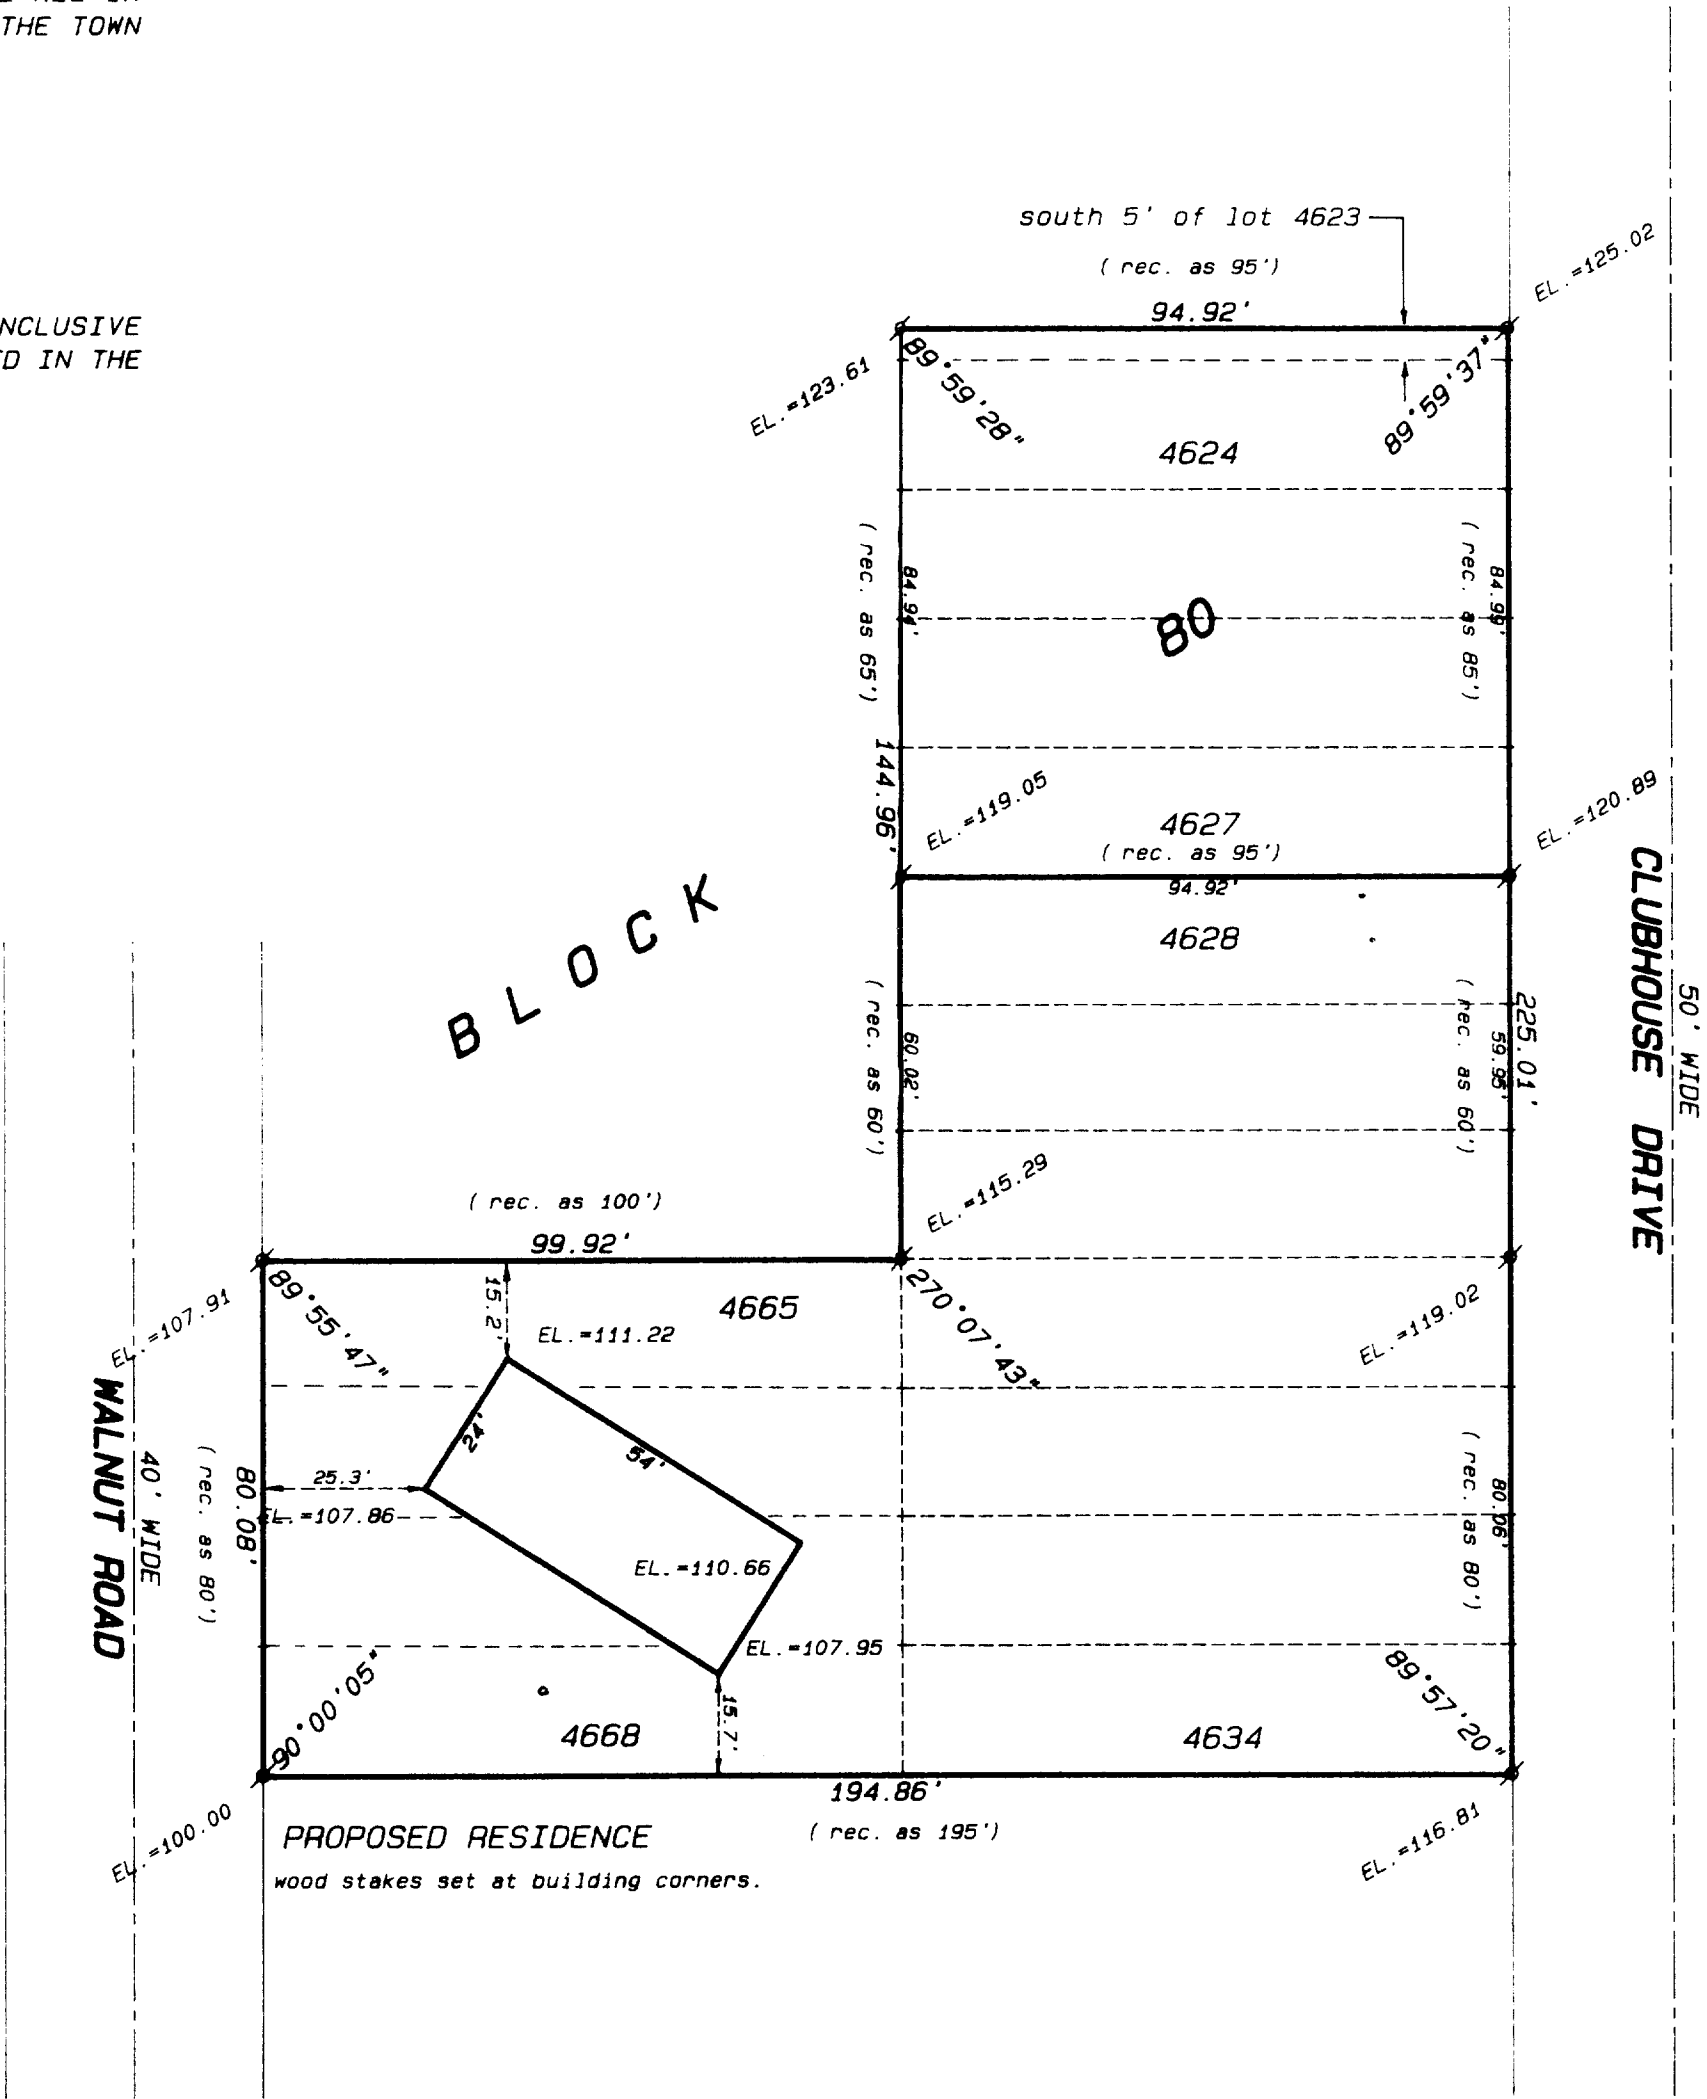 THE TOWN
NCLUSIVE
D IN THE
south 5' of lot 4623
( rec. as 95')
94.92'
EL.=125.02
EL.=123.61
89°59'28"
89°59'37"
4624
( rec. as 65')
84.94'
80
84.99'
( rec. as 85')
144.96'
EL.=119.05
EL.=120.89
4627
( rec. as 95')
94.92'
4628
BLOCK
CLUBHOUSE DRIVE
50' WIDE
( rec. as 60')
60.02'
225.01'
59.96'
( rec. as 60')
EL.=115.29
( rec. as 100')
99.92'
EL.=107.91
89°55'47"
15.2'
4665
EL.=111.22
270°07'43"
EL.=119.02
WALNUT ROAD
40' WIDE
( rec. as 80')
80.08'
24'
54'
25.3'
EL.=107.86
EL.=110.66
80.06'
( rec. as 80')
EL.=107.95
90°00'05"
89°57'20"
15.7'
4668
4634
194.86'
( rec. as 195')
EL.=100.00
EL.=116.81
PROPOSED RESIDENCE
wood stakes set at building corners.